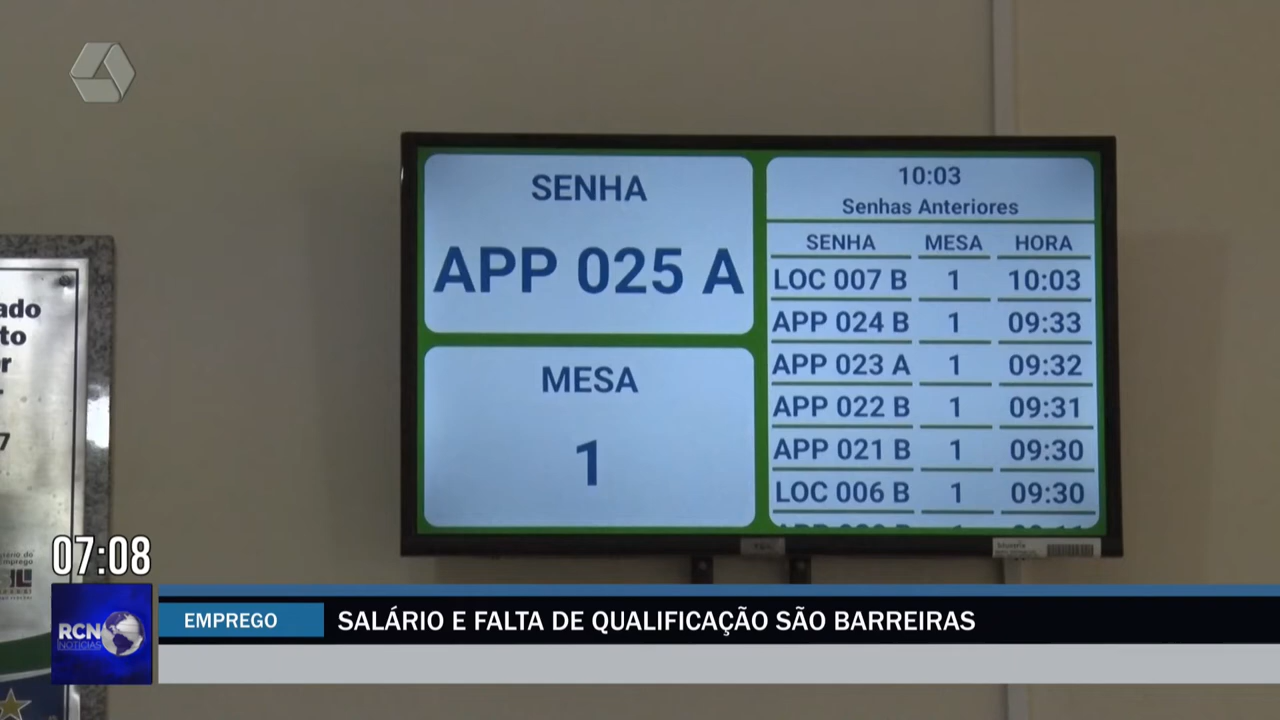 SENHA
APP 025 A
MESA
1
10:03
Senhas Anteriores
SENHA MESA HORA
LOC 007 B 1 10:03
APP 024 B 1 09:33
APP 023 A 1 09:32
APP 022 B 1 09:31
APP 021 B 1 09:30
LOC 006 B 1 09:30
ado
to
r
7
07:08
RCN
NOTÍCIAS
EMPREGO
SALÁRIO E FALTA DE QUALIFICAÇÃO SÃO BARREIRAS